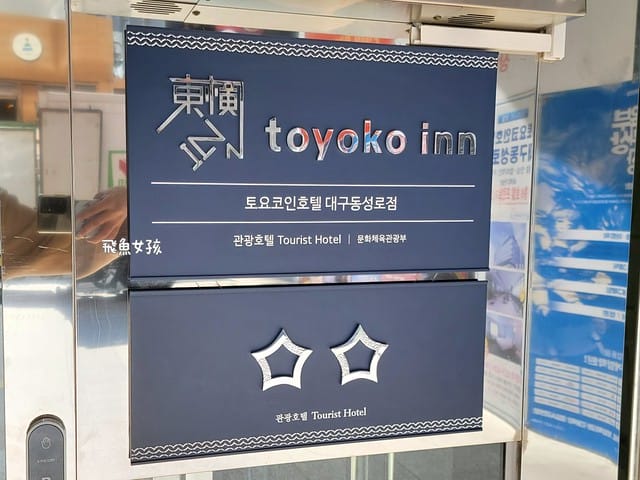 東横
INN
toyoko inn
토요코인호텔 대구동성로점
관광호텔 Tourist Hotel | 문화체육관광부
飛魚女孩
관광호텔 Tourist Hotel